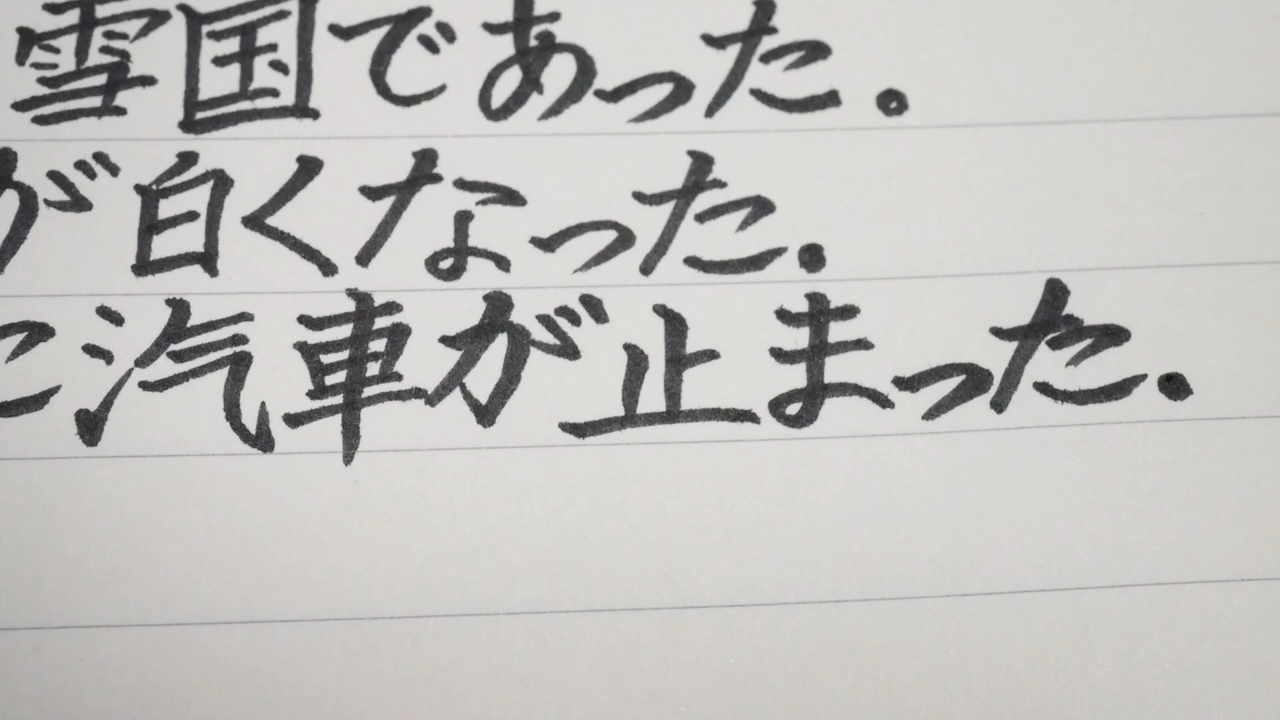 雪国であった。
が白くなった。
に汽車が止まった。